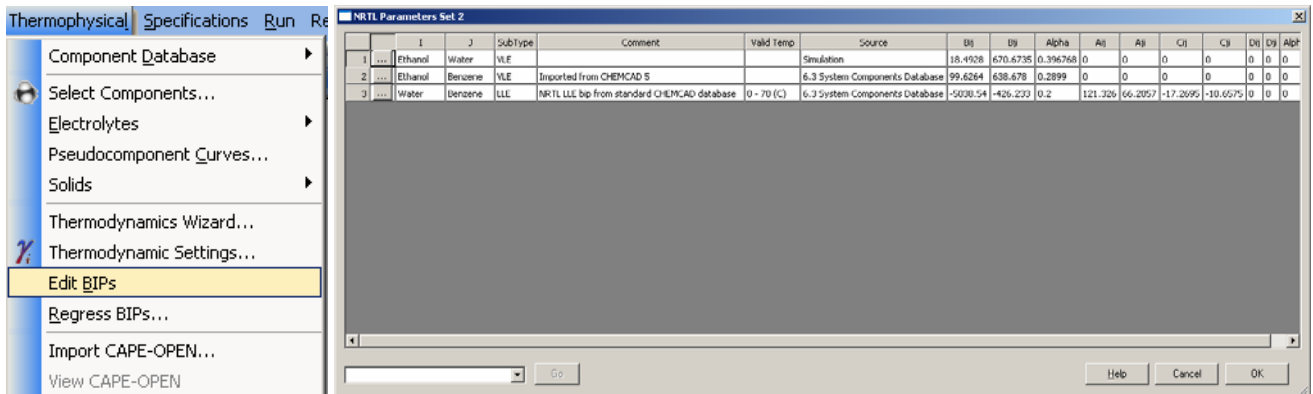 Thermophysical Specifications Run Re
Component Database
Select Components...
Electrolytes
Pseudocomponent Curves...
Solids
Thermodynamics Wizard...
Thermodynamic Settings...
Edit BIPs
Regress BIPs...
Import CAPE-OPEN...
View CAPE-OPEN
NRTL Parameters Set 2
I J SubType Comment Valid Temp Source Bij Bji Alpha Aij Aji Cij Cji Dij Dji Alph
1 ... Ethanol Water VLE Simulation 18.4928 670.6735 0.396768 0 0 0 0 0 0 0
2 ... Ethanol Benzene VLE Imported from CHEMCAD 5 6.3 System Components Database 99.6264 638.678 0.2899 0 0 0 0 0 0 0
3 ... Water Benzene LLE NRTL LLE bip from standard CHEMCAD database 0 - 70 (C) 6.3 System Components Database -5038.54 -426.233 0.2 121.326 66.2057 -17.2695 -10.6575 0 0 0
Go Help Cancel OK